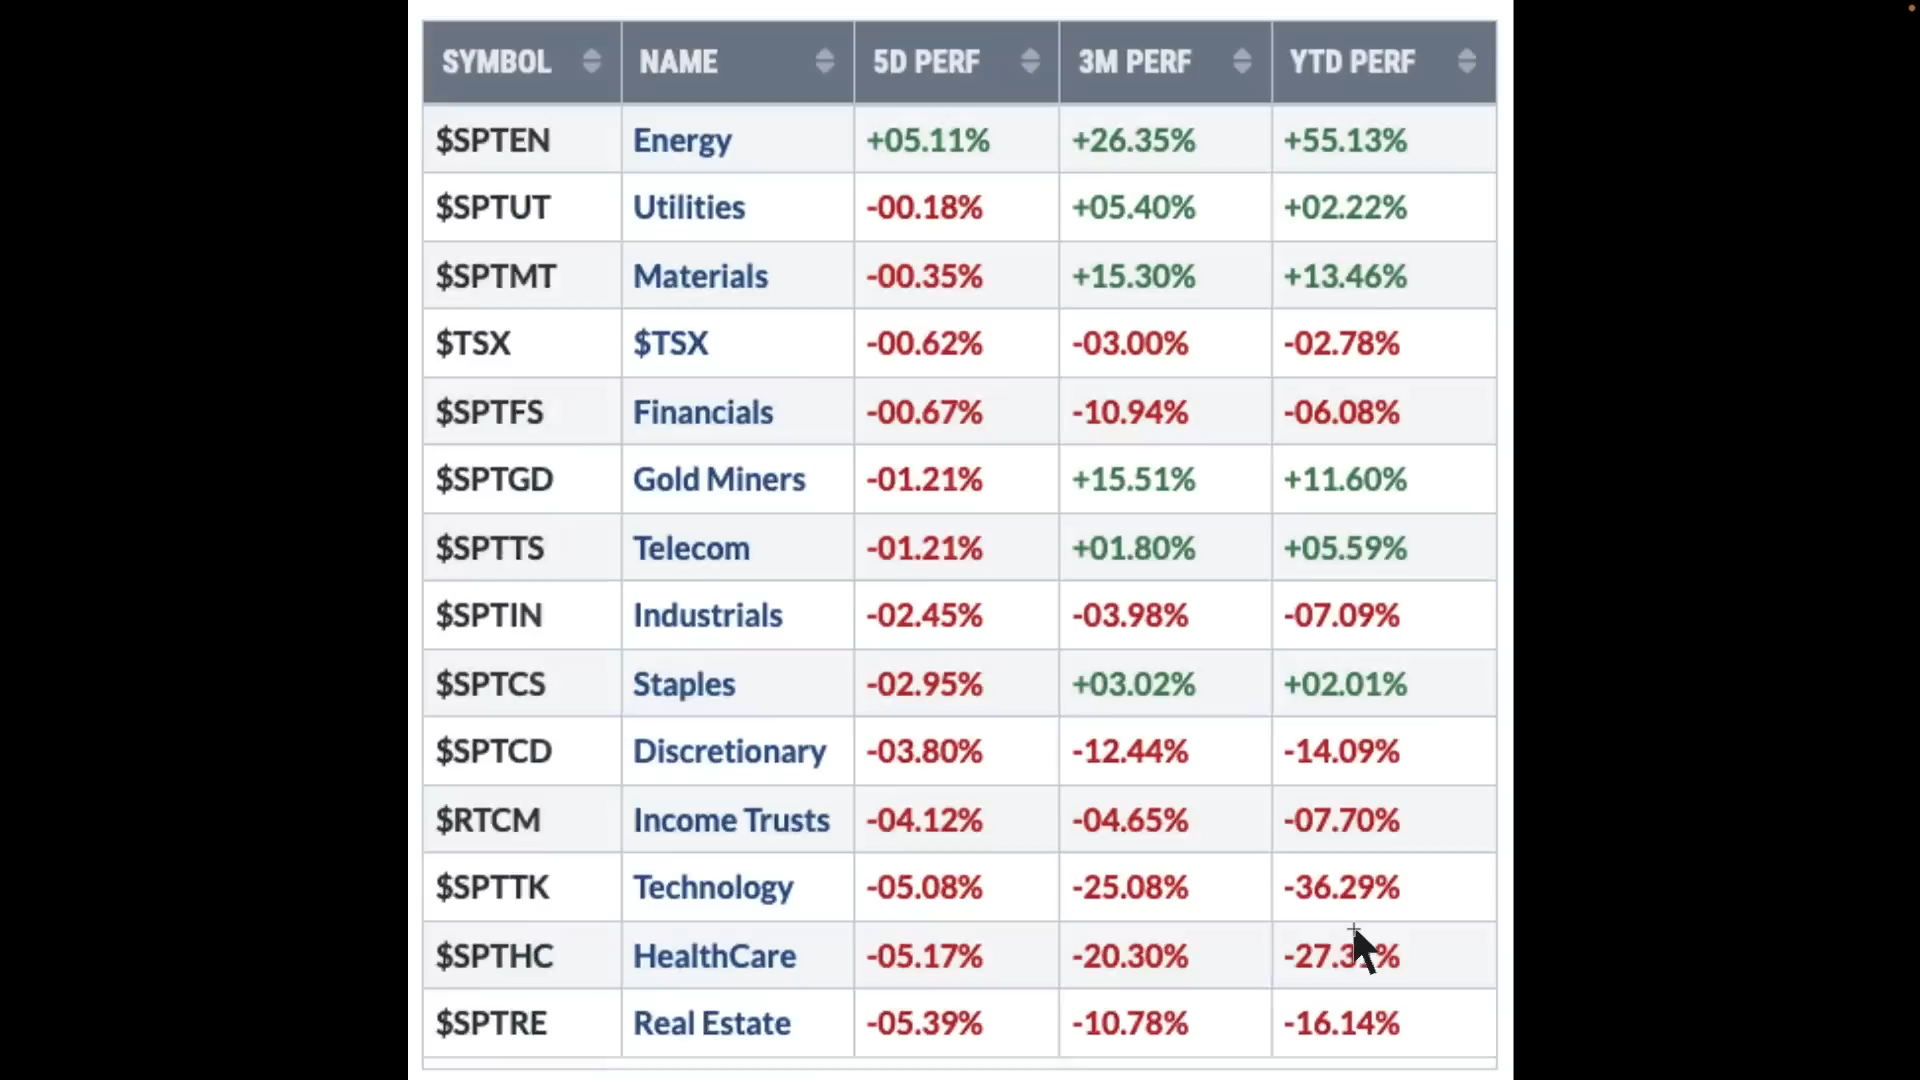 SYMBOL NAME 5D PERF 3M PERF YTD PERF
$SPTEN Energy +05.11% +26.35% +55.13%
$SPTUT Utilities -00.18% +05.40% +02.22%
$SPTMT Materials -00.35% +15.30% +13.46%
$TSX $TSX -00.62% -03.00% -02.78%
$SPTFS Financials -00.67% -10.94% -06.08%
$SPTGD Gold Miners -01.21% +15.51% +11.60%
$SPTTS Telecom -01.21% +01.80% +05.59%
$SPTIN Industrials -02.45% -03.98% -07.09%
$SPTCS Staples -02.95% +03.02% +02.01%
$SPTCD Discretionary -03.80% -12.44% -14.09%
$RTCM Income Trusts -04.12% -04.65% -07.70%
$SPTTK Technology -05.08% -25.08% -36.29%
$SPTHC HealthCare -05.17% -20.30%
$SPTRE Real Estate -05.39% -10.78% -16.14%